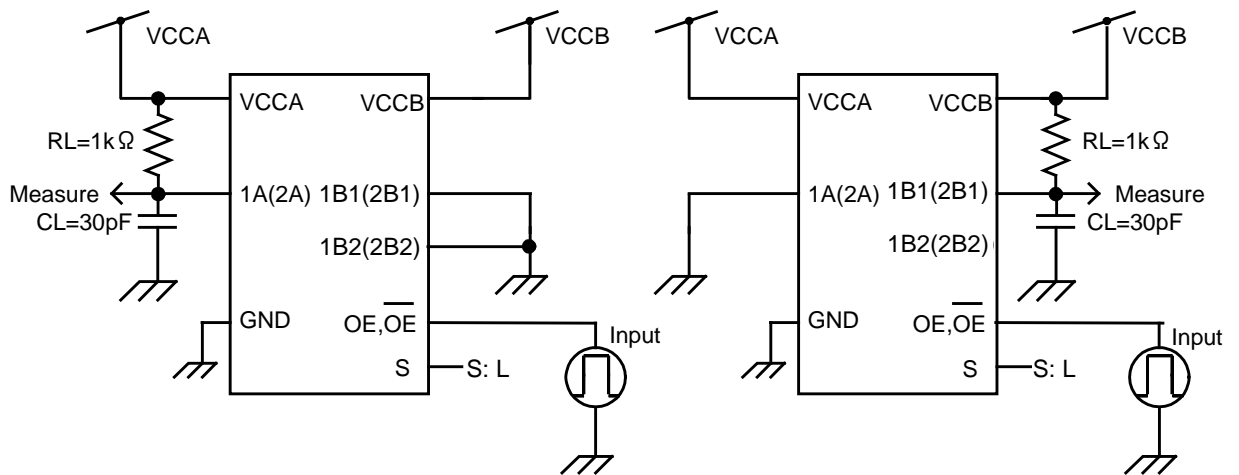 VCCA
VCCB
VCCA
VCCB
RL=1kΩ
Measure
CL=30pF
1A(2A)
1B1(2B1)
1B2(2B2)
GND
OE,OE
S
S: L
Input
VCCA
VCCB
VCCA
VCCB
RL=1kΩ
1A(2A)
1B1(2B1)
Measure
CL=30pF
1B2(2B2)
GND
OE,OE
S
S: L
Input